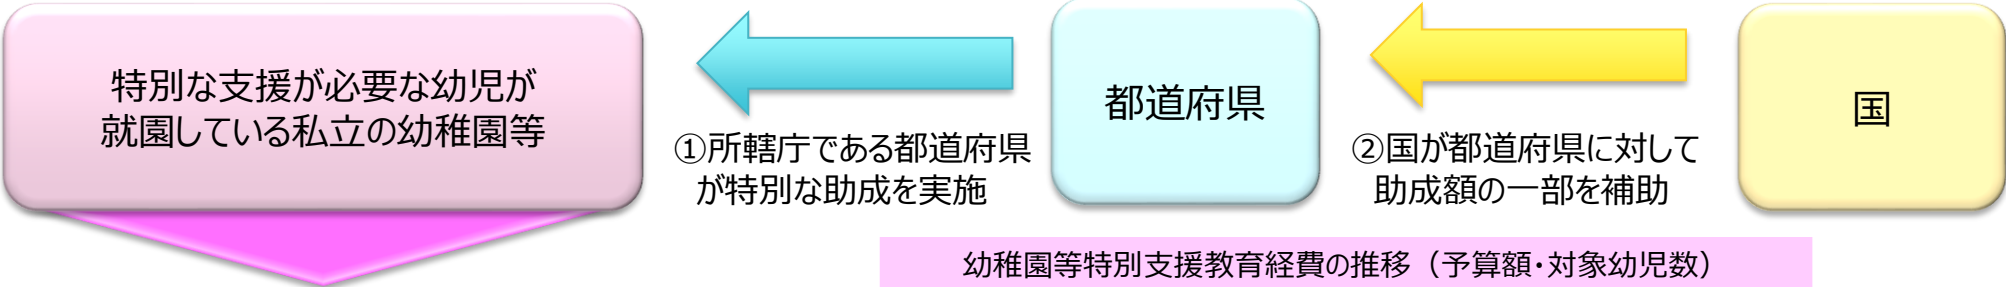 特別な支援が必要な幼児が
就園している私立の幼稚園等
①所轄庁である都道府県
が特別な助成を実施
都道府県
②国が都道府県に対して
助成額の一部を補助
国
幼稚園等特別支援教育経費の推移（予算額・対象幼児数）